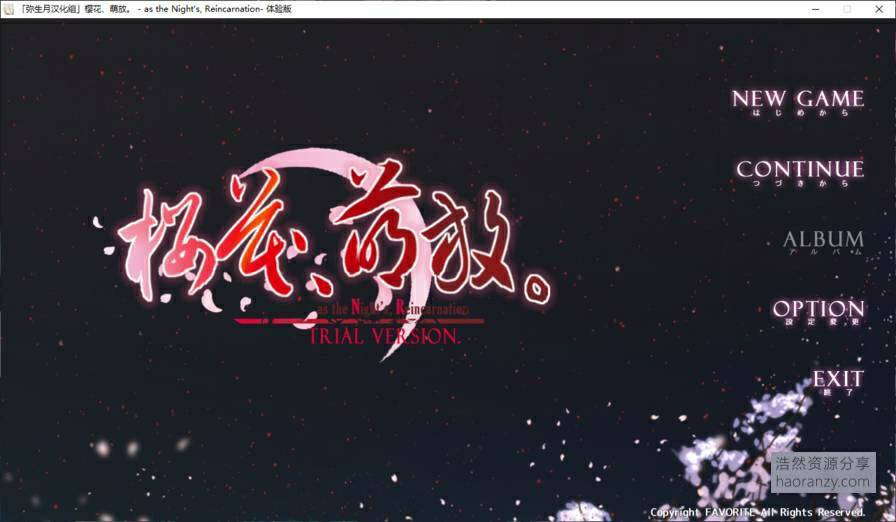 「弥生月汉化组」樱花、萌放。 - as the Night's, Reincarnation- 体验版
NEW GAME
はじめから
CONTINUE
つづきから
ALBUM
アルバム
OPTION
設定変更
EXIT
終了
樱花、萌放。
as the Night's, Reincarnation
TRIAL VERSION.
浩然资源分享
haoranzy.com
Copyright FAVORITE All Rights Reserved.